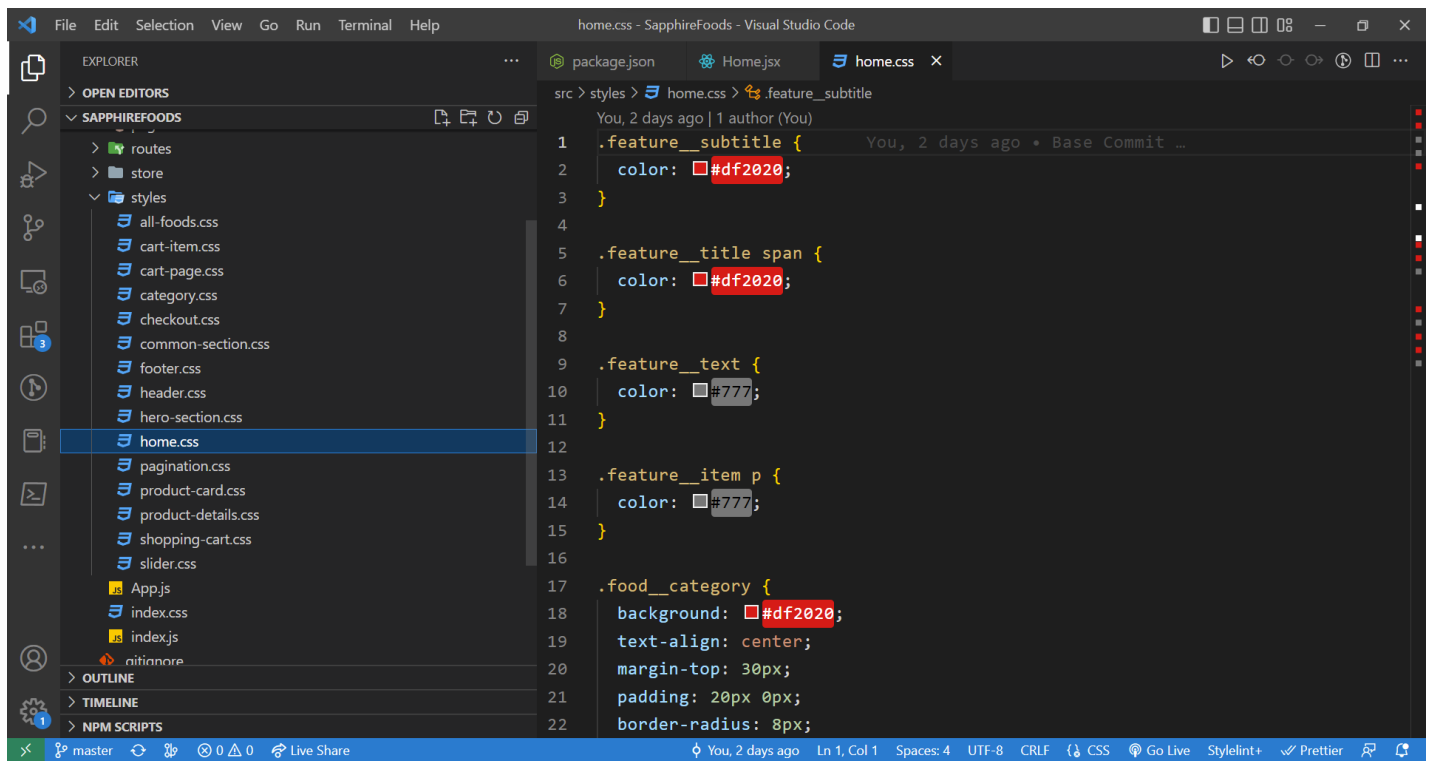 File Edit Selection View Go Run Terminal Help
home.css - SapphireFoods - Visual Studio Code
EXPLORER
OPEN EDITORS
SAPPHIREFOODS
routes
store
styles
all-foods.css
cart-item.css
cart-page.css
category.css
checkout.css
common-section.css
footer.css
header.css
hero-section.css
home.css
pagination.css
product-card.css
product-details.css
shopping-cart.css
slider.css
JS App.js
index.css
JS index.js
.gitignore
OUTLINE
TIMELINE
NPM SCRIPTS
3
1
package.json Home.jsx home.css
src > styles > home.css > .feature__subtitle
You, 2 days ago | 1 author (You)
1 .feature__subtitle { You, 2 days ago • Base Commit …
2 color: #df2020;
3 }
4
5 .feature__title span {
6 color: #df2020;
7 }
8
9 .feature__text {
10 color: #777;
11 }
12
13 .feature__item p {
14 color: #777;
15 }
16
17 .food__category {
18 background: #df2020;
19 text-align: center;
20 margin-top: 30px;
21 padding: 20px 0px;
22 border-radius: 8px;
master 0 0 Live Share You, 2 days ago Ln 1, Col 1 Spaces: 4 UTF-8 CRLF CSS Go Live Stylelint+ Prettier